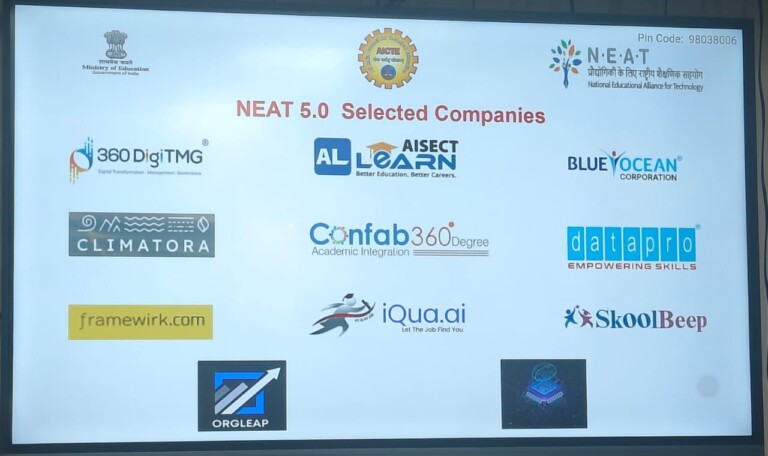 Pin Code: 98038006
सत्यमेव जयते
Ministry of Education
Government of India
AICTE
N·E·A·T
प्रौद्योगिकी के लिए राष्ट्रीय शैक्षणिक सहयोग
National Educational Alliance for Technology
NEAT 5.0 Selected Companies
360 DigiTMG®
Digital Transformation · Management · Governance
AL AISECT LEARN
Better Education, Better Careers.
BLUE OCEAN®
CORPORATION
CLIMATORA
Confab360°Degree
Academic Integration
datapro®
EMPOWERING SKILLS
framewirk.com
iQua.ai
Let The Job Find You
SkoolBeep
ORGLEAP